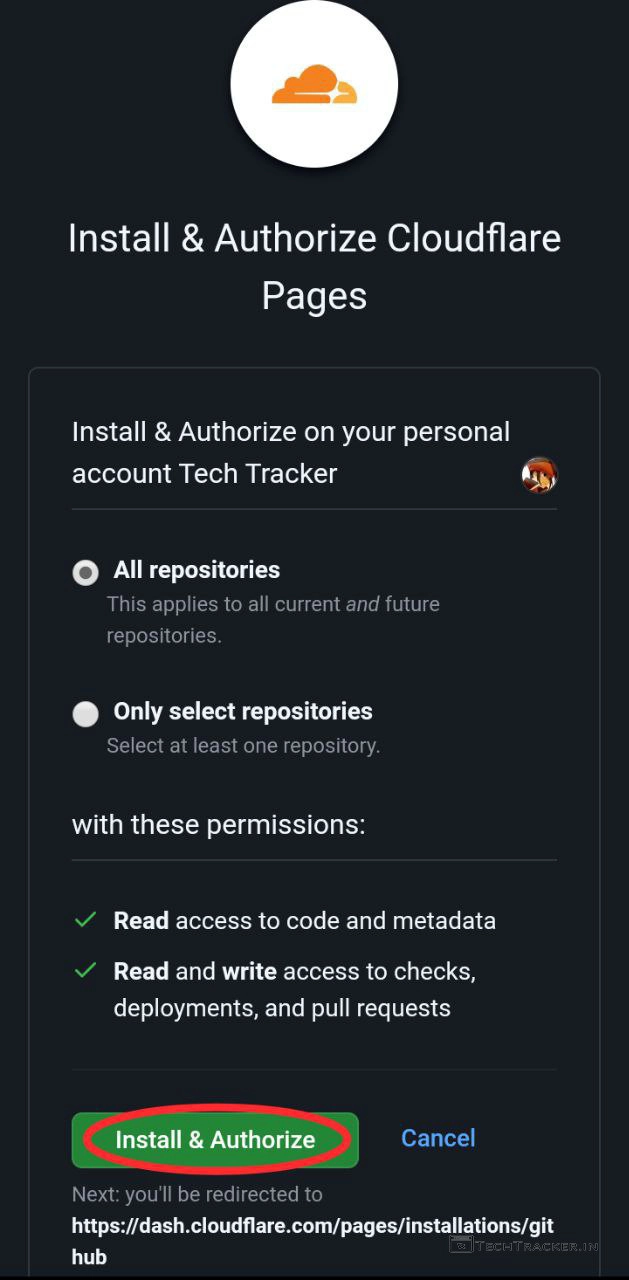 Install & Authorize Cloudflare
Pages
Install & Authorize on your personal
account Tech Tracker
All repositories
This applies to all current and future
repositories.
Only select repositories
Select at least one repository.
with these permissions:
Read access to code and metadata
Read and write access to checks,
deployments, and pull requests
Install & Authorize
Cancel
Next: you'll be redirected to
https://dash.cloudflare.com/pages/installations/git
hub
TechTracker.in